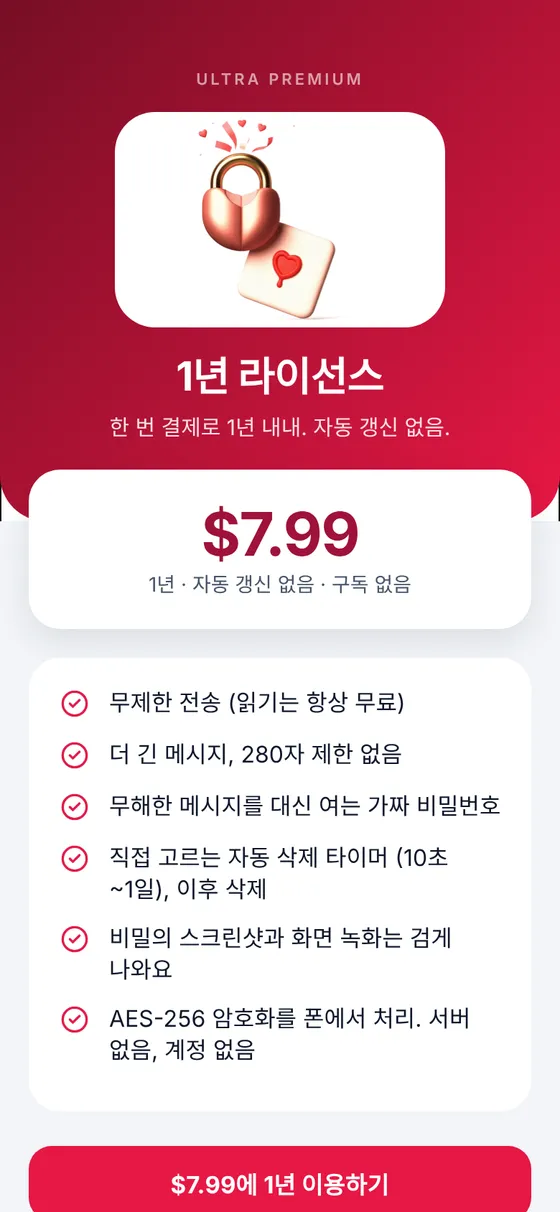 ULTRA PREMIUM
1년 라이선스
한 번 결제로 1년 내내. 자동 갱신 없음.
$7.99
1년 · 자동 갱신 없음 · 구독 없음
무제한 전송 (읽기는 항상 무료)
더 긴 메시지, 280자 제한 없음
무해한 메시지를 대신 여는 가짜 비밀번호
직접 고르는 자동 삭제 타이머 (10초
~1일), 이후 삭제
비밀의 스크린샷과 화면 녹화는 검게
나와요
AES-256 암호화를 폰에서 처리. 서버
없음, 계정 없음
$7.99에 1년 이용하기